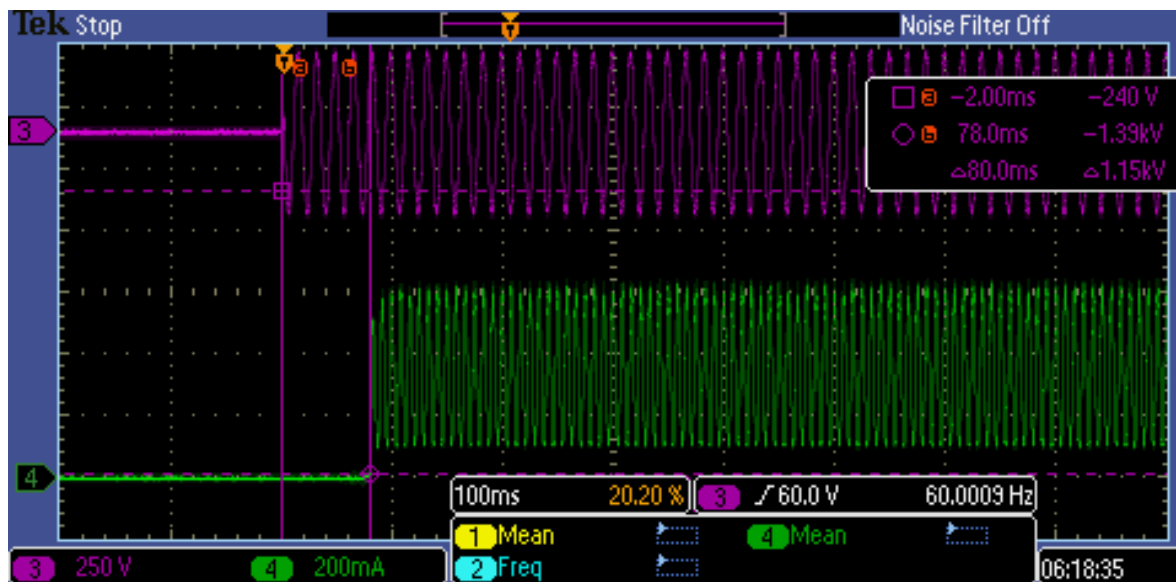 Tek Stop Noise Filter Off
T
T a b
a -2.00ms -240 V
b 78.0ms -1.39kV
△80.0ms △1.15kV
3
4
100ms 20.20 % 3 60.0 V 60.0009 Hz
1 Mean 4 Mean
2 Freq
3 250 V 4 200mA 06:18:35